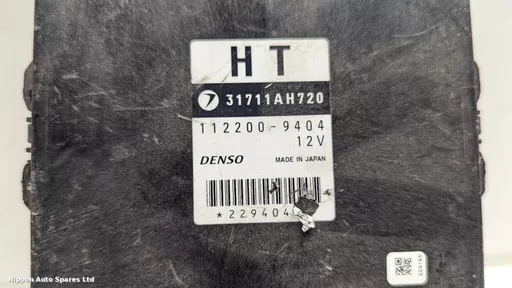 HT
31711AH720
112200-9404
12V
DENSO MADE IN JAPAN
*229404
Nippon Auto Spares Ltd